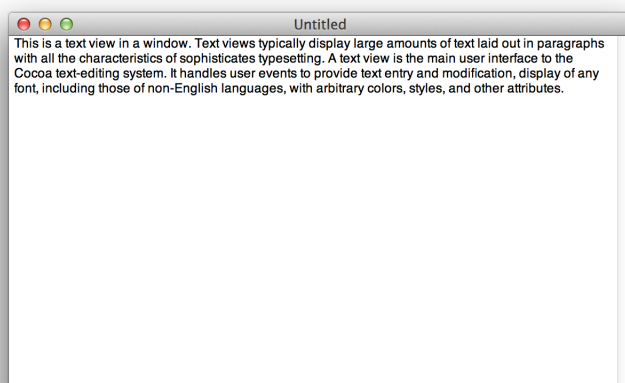 Untitled
This is a text view in a window. Text views typically display large amounts of text laid out in paragraphs
with all the characteristics of sophisticates typesetting. A text view is the main user interface to the
Cocoa text-editing system. It handles user events to provide text entry and modification, display of any
font, including those of non-English languages, with arbitrary colors, styles, and other attributes.